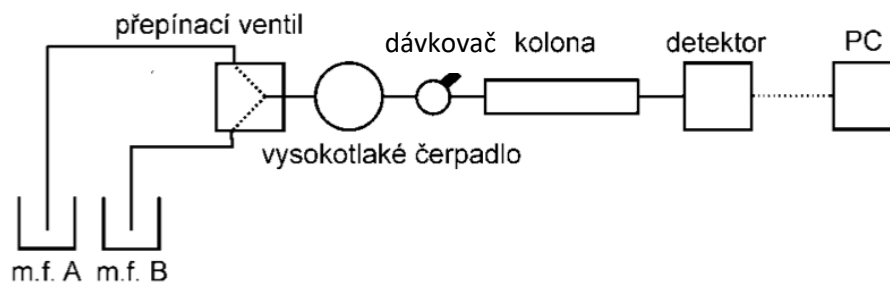 přepínací ventil
dávkovač kolona detektor PC
vysokotlaké čerpadlo
m.f. A m.f. B